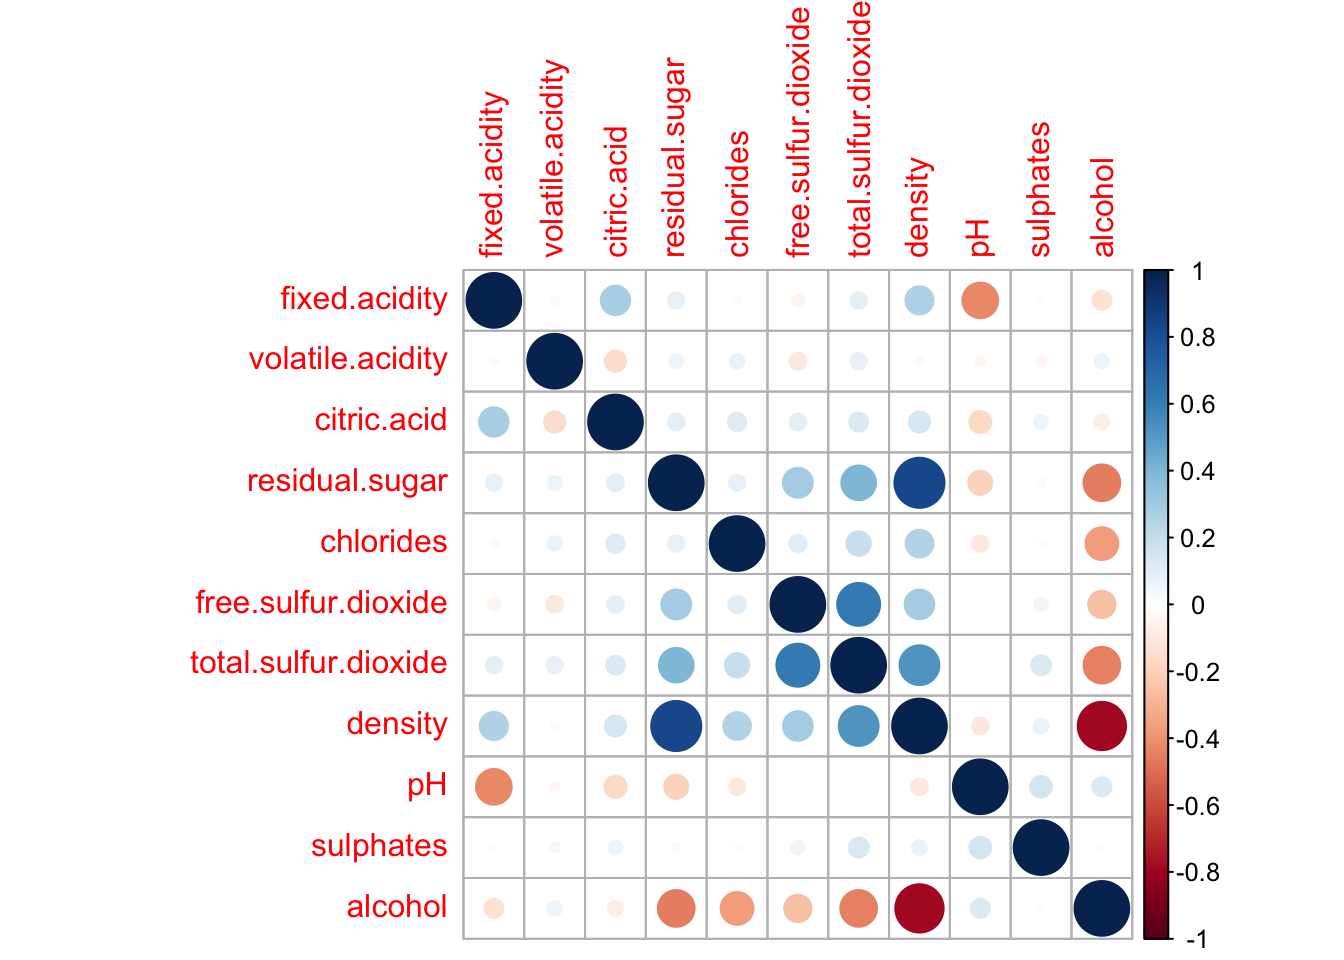 fixed.acidity
volatile.acidity
citric.acid
residual.sugar
chlorides
free.sulfur.dioxide
total.sulfur.dioxide
density
pH
sulphates
alcohol
fixed.acidity
volatile.acidity
citric.acid
residual.sugar
chlorides
free.sulfur.dioxide
total.sulfur.dioxide
density
pH
sulphates
alcohol
1
0.8
0.6
0.4
0.2
0
-0.2
-0.4
-0.6
-0.8
-1